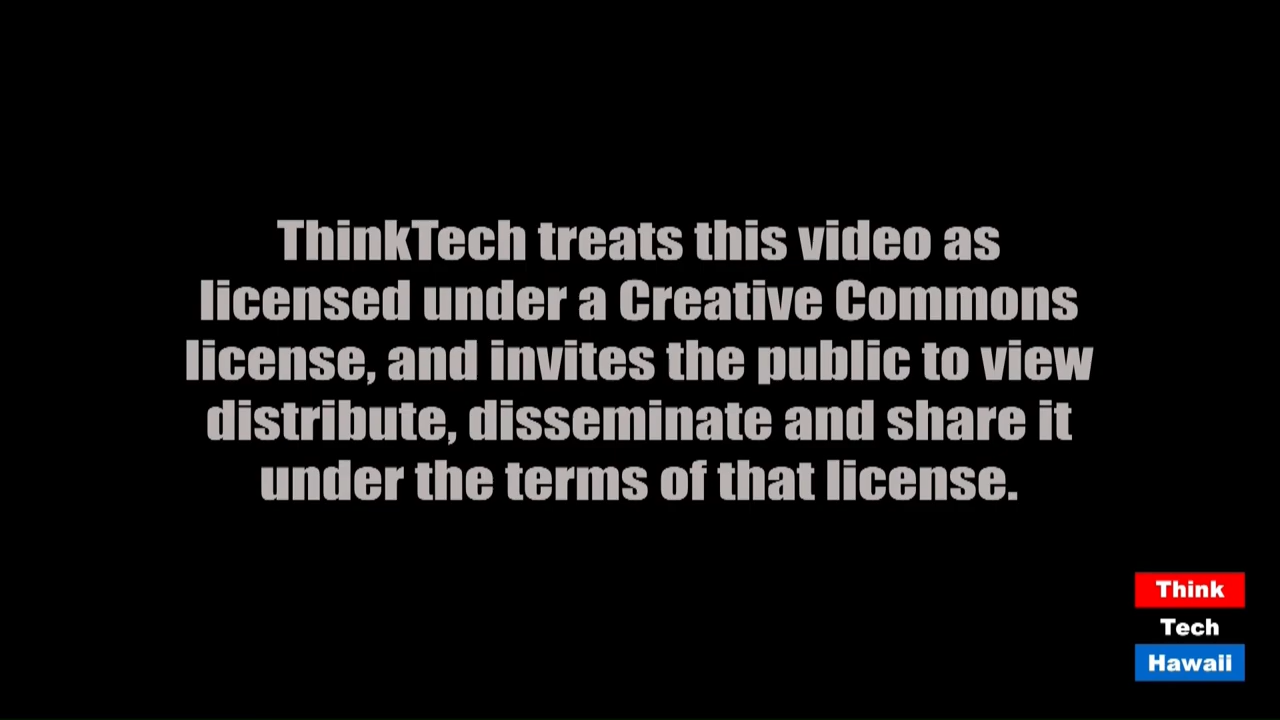 ThinkTech treats this video as
licensed under a Creative Commons
license, and invites the public to view
distribute, disseminate and share it
under the terms of that license.
Think
Tech
Hawaii